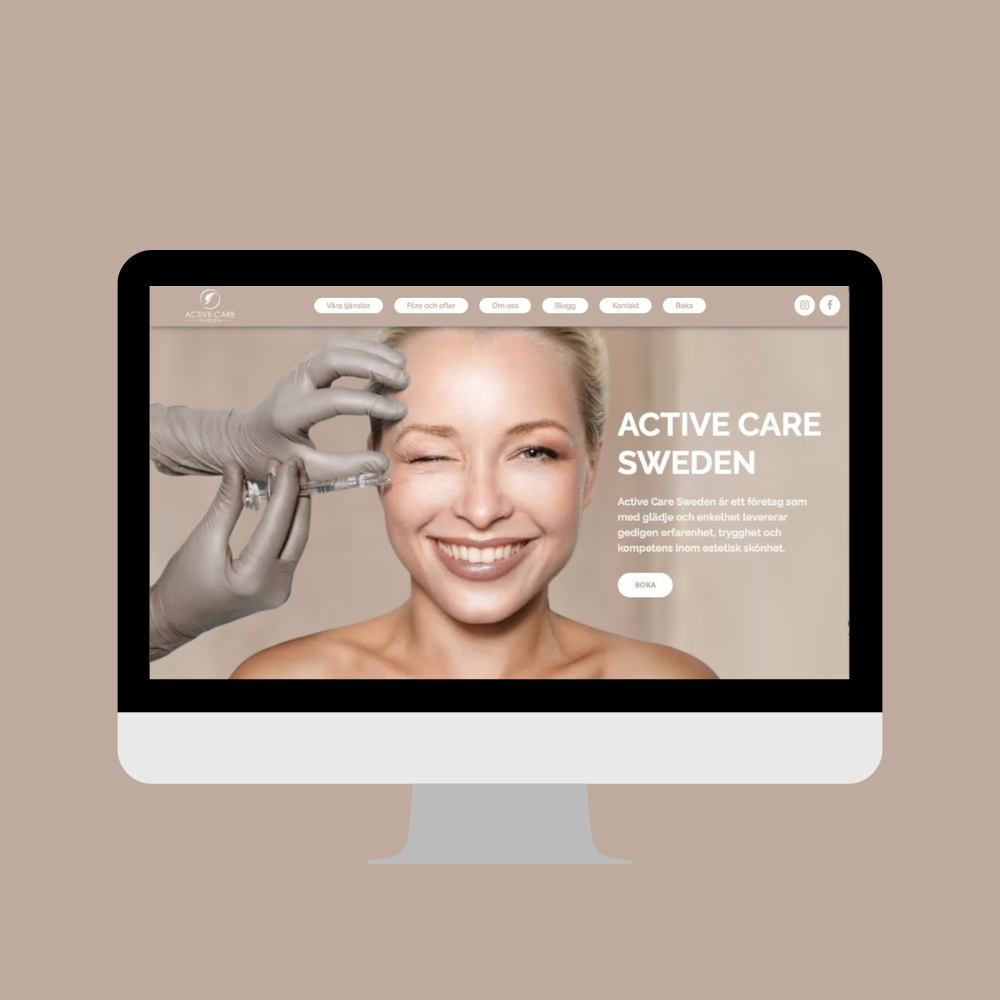 ACTIVE CARE
SWEDEN
Våra tjänster
Före och efter
Om oss
Blogg
Kontakt
Boka
ACTIVE CARE
SWEDEN
Active Care Sweden är ett företag som
med glädje och enkelhet levererar
gedigen erfarenhet, trygghet och
kompetens inom estetisk skönhet.
BOKA